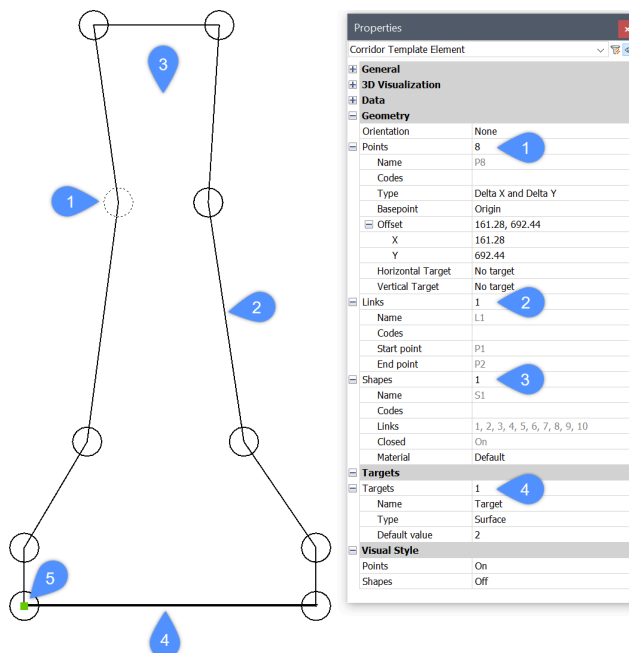 Properties
Corridor Template Element
General
3D Visualization
Data
Geometry
Orientation None
Points 8 1
Name P8
Codes
Type Delta X and Delta Y
Basepoint Origin
Offset 161.28, 692.44
X 161.28
Y 692.44
Horizontal Target No target
Vertical Target No target
Links 1 2
Name L1
Codes
Start point P1
End point P2
Shapes 1 3
Name S1
Codes
Links 1, 2, 3, 4, 5, 6, 7, 8, 9, 10
Closed On
Material Default
Targets
Targets 1 4
Name Target
Type Surface
Default value 2
Visual Style
Points On
Shapes Off
3
1
2
5
4